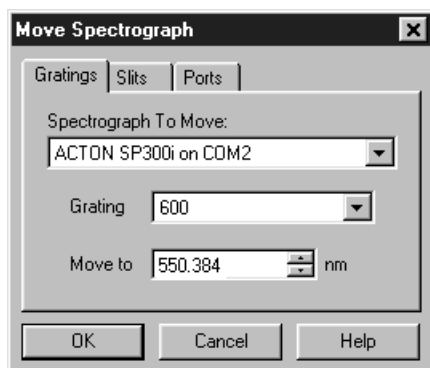 Move Spectrograph
Gratings Slits Ports
Spectrograph To Move:
ACTON SP300i on COM2
Grating 600
Move to 550.384 nm
OK Cancel Help